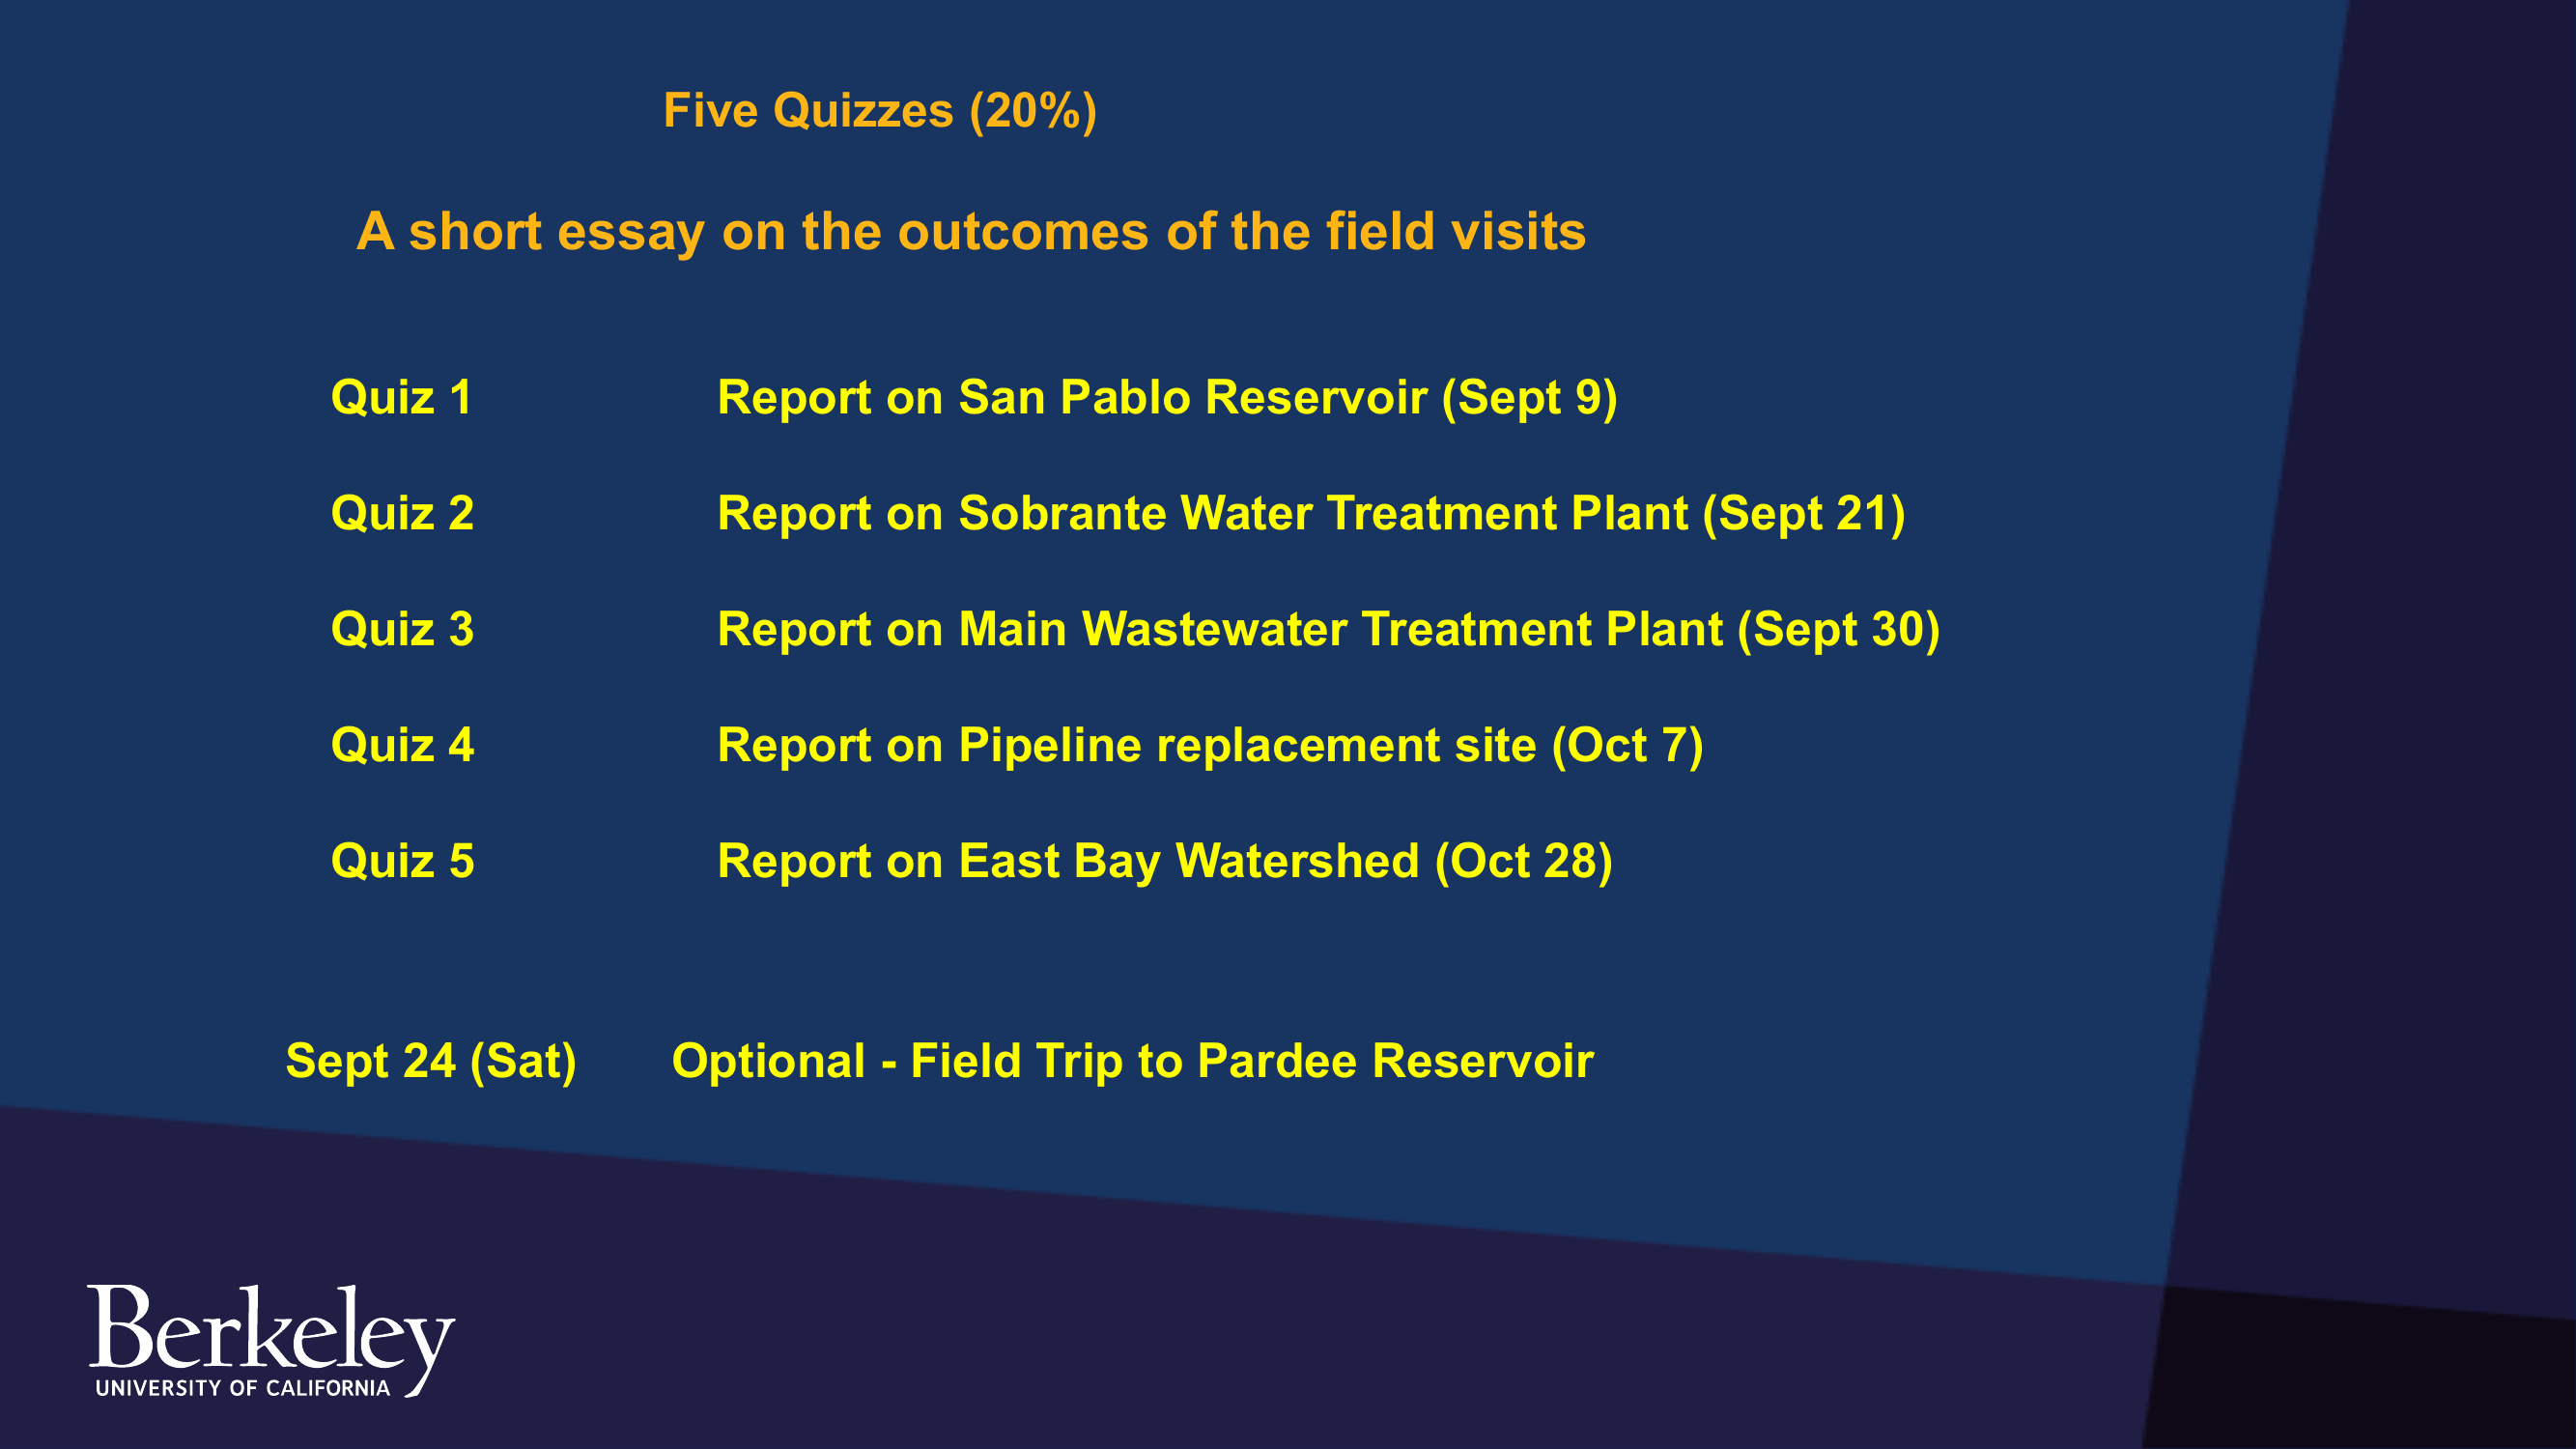 Five Quizzes (20%)
A short essay on the outcomes of the field visits
Quiz 1 Report on San Pablo Reservoir (Sept 9)
Quiz 2 Report on Sobrante Water Treatment Plant (Sept 21)
Quiz 3 Report on Main Wastewater Treatment Plant (Sept 30)
Quiz 4 Report on Pipeline replacement site (Oct 7)
Quiz 5 Report on East Bay Watershed (Oct 28)
Sept 24 (Sat) Optional - Field Trip to Pardee Reservoir
Berkeley
UNIVERSITY OF CALIFORNIA